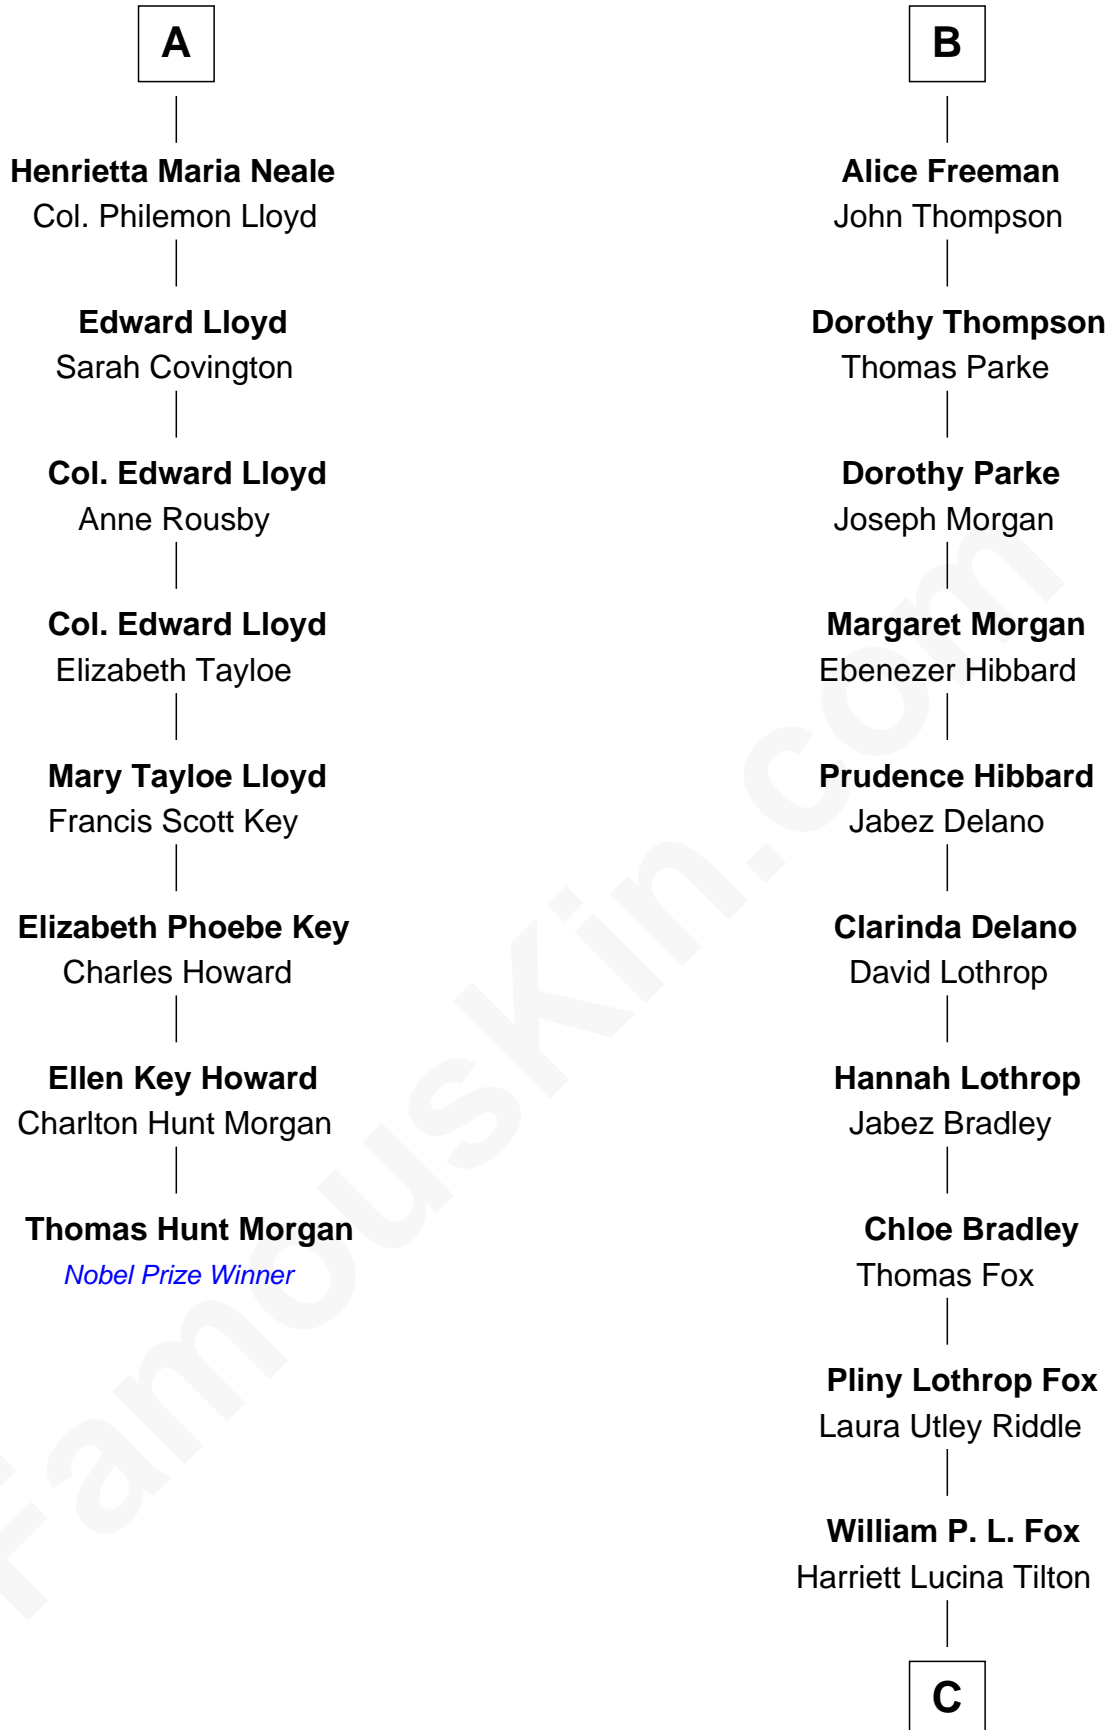 A
Henrietta Maria Neale
Col. Philemon Lloyd
Edward Lloyd
Sarah Covington
Col. Edward Lloyd
Anne Rousby
Col. Edward Lloyd
Elizabeth Tayloe
Mary Tayloe Lloyd
Francis Scott Key
Elizabeth Phoebe Key
Charles Howard
Ellen Key Howard
Charlton Hunt Morgan
Thomas Hunt Morgan
Nobel Prize Winner
B
Alice Freeman
John Thompson
Dorothy Thompson
Thomas Parke
Dorothy Parke
Joseph Morgan
Margaret Morgan
Ebenezer Hibbard
Prudence Hibbard
Jabez Delano
Clarinda Delano
David Lothrop
Hannah Lothrop
Jabez Bradley
Chloe Bradley
Thomas Fox
Pliny Lothrop Fox
Laura Utley Riddle
William P. L. Fox
Harriett Lucina Tilton
C
FamousKin.com